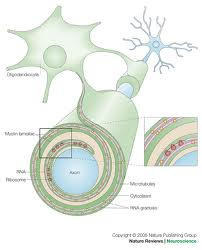 Oligodendrocyte
Myelin lamellae
RNA
Ribosome
Axon
Microtubules
Cytoplasm
RNA granules
Copyright © 2005 Nature Publishing Group
Nature Reviews | Neuroscience